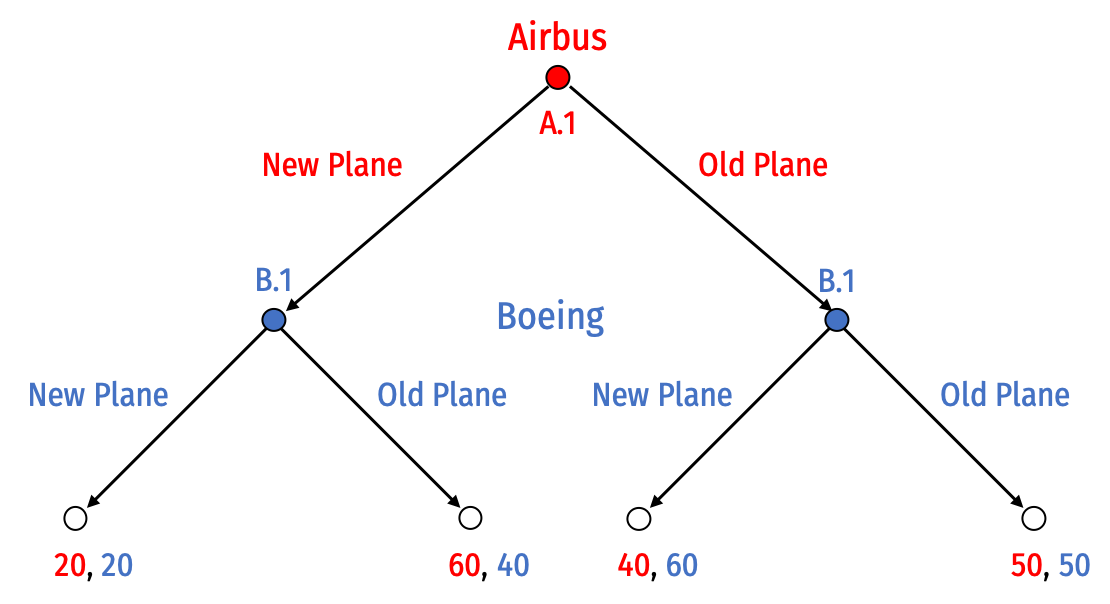 Airbus
A.1
New Plane
Old Plane
B.1
B.1
Boeing
New Plane
Old Plane
New Plane
Old Plane
20, 20
60, 40
40, 60
50, 50